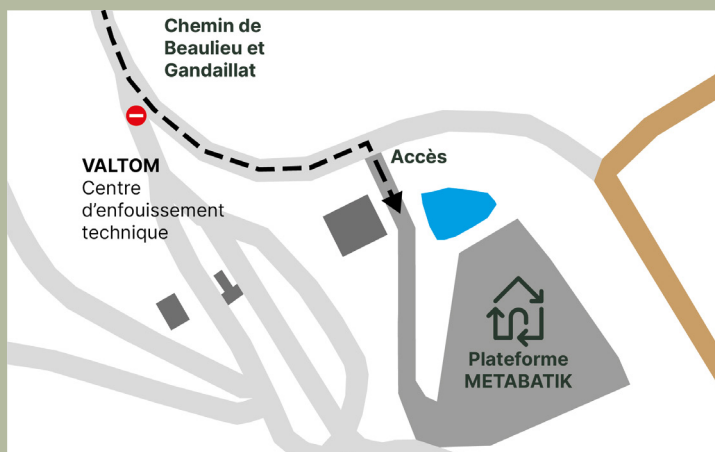 Chemin de
Beaulieu et
Gandaillat
Accès
VALTOM
Centre
d'enfouissement
technique
Plateforme
METABATIK